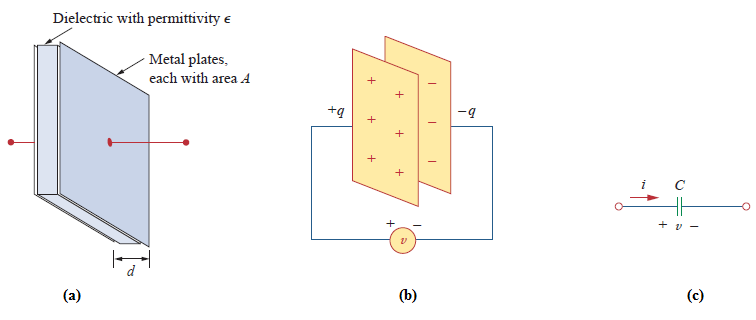 Dielectric with permittivity ϵ
Metal plates,
each with area A
d
(a)
+q
−q
+ + + + + +
− − −
+ −
v
(b)
i
C
+ v −
(c)